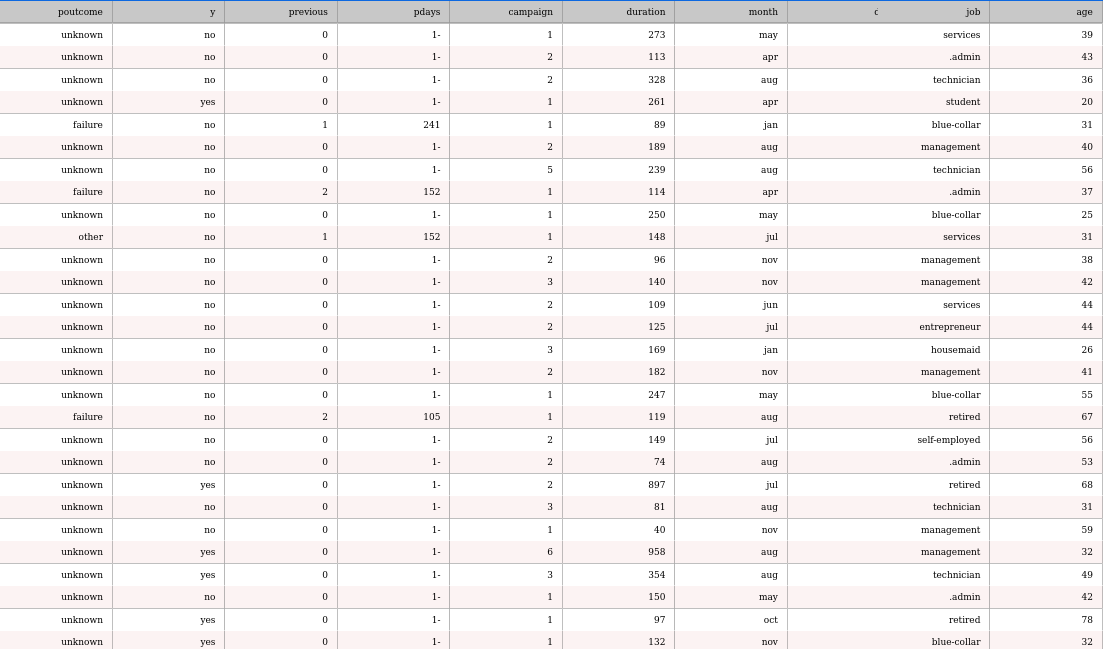 poutcome y previous pdays campaign duration month c job age
unknown no 0 1- 1 273 may services 39
unknown no 0 1- 2 113 apr .admin 43
unknown no 0 1- 2 328 aug technician 36
unknown yes 0 1- 1 261 apr student 20
failure no 1 241 1 89 jan blue-collar 31
unknown no 0 1- 2 189 aug management 40
unknown no 0 1- 5 239 aug technician 56
failure no 2 152 1 114 apr .admin 37
unknown no 0 1- 1 250 may blue-collar 25
other no 1 152 1 148 jul services 31
unknown no 0 1- 2 96 nov management 38
unknown no 0 1- 3 140 nov management 42
unknown no 0 1- 2 109 jun services 44
unknown no 0 1- 2 125 jul entrepreneur 44
unknown no 0 1- 3 169 jan housemaid 26
unknown no 0 1- 2 182 nov management 41
unknown no 0 1- 1 247 may blue-collar 55
failure no 2 105 1 119 aug retired 67
unknown no 0 1- 2 149 jul self-employed 56
unknown no 0 1- 2 74 aug .admin 53
unknown yes 0 1- 2 897 jul retired 68
unknown no 0 1- 3 81 aug technician 31
unknown no 0 1- 1 40 nov management 59
unknown yes 0 1- 6 958 aug management 32
unknown yes 0 1- 3 354 aug technician 49
unknown no 0 1- 1 150 may .admin 42
unknown yes 0 1- 1 97 oct retired 78
unknown yes 0 1- 1 132 nov blue-collar 32